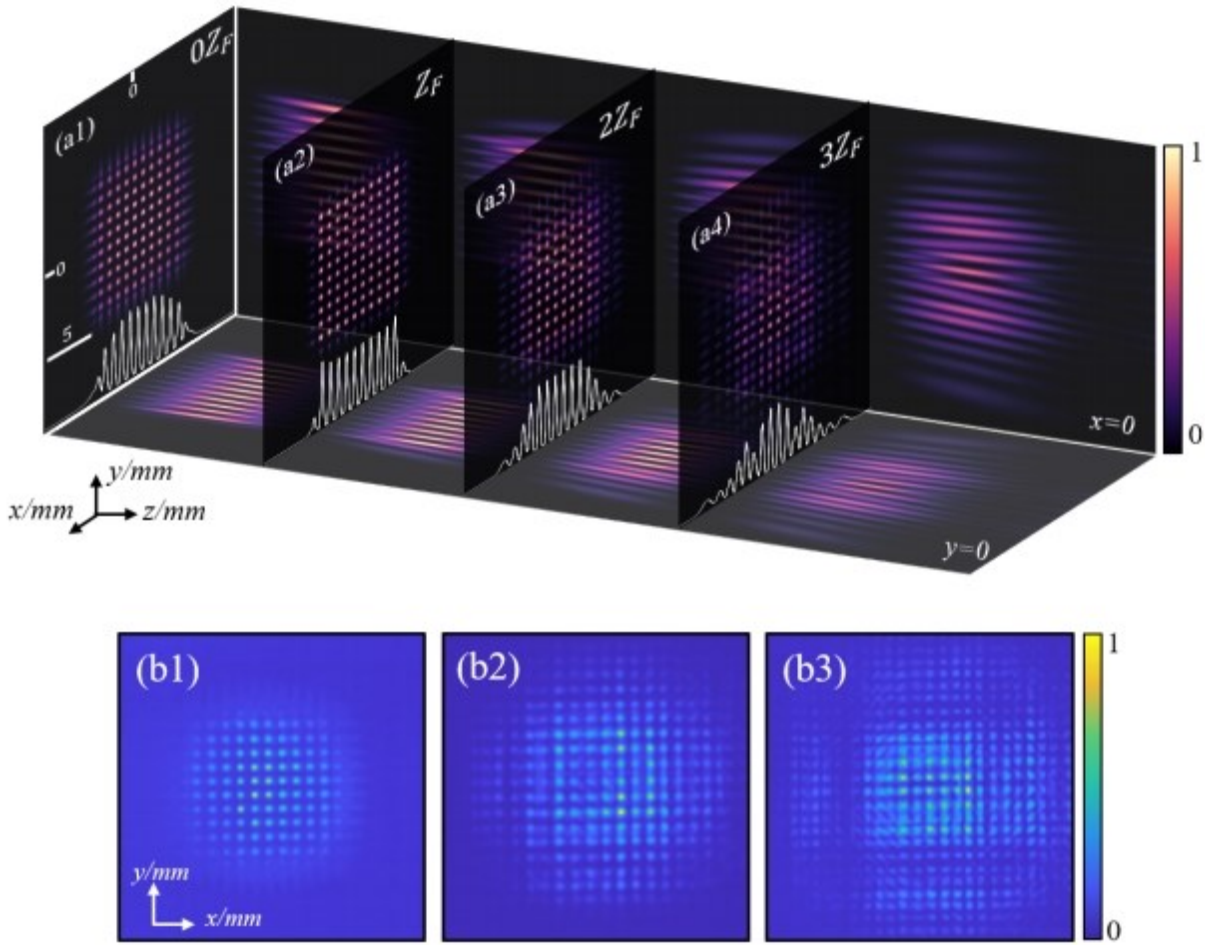 0Z_F
0
(a1)
0
5
Z_F
(a2)
2Z_F
(a3)
3Z_F
(a4)
1
0
x=0
y=0
y/mm
x/mm
z/mm
(b1)
(b2)
(b3)
1
0
y/mm
x/mm